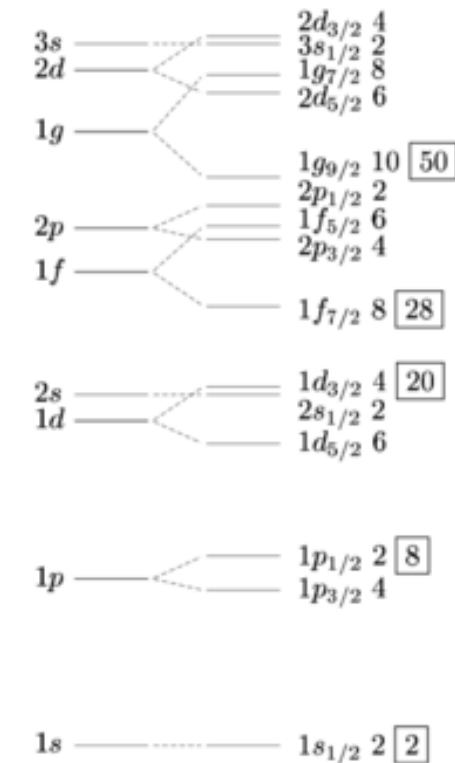 2d3/2 4
3s 3s1/2 2
2d 1g7/2 8
2d5/2 6
1g
1g9/2 10 50
2p1/2 2
2p 1f5/2 6
2p3/2 4
1f
1f7/2 8 28
1d3/2 4 20
2s 2s1/2 2
1d 1d5/2 6
1p1/2 2 8
1p 1p3/2 4
1s 1s1/2 2 2